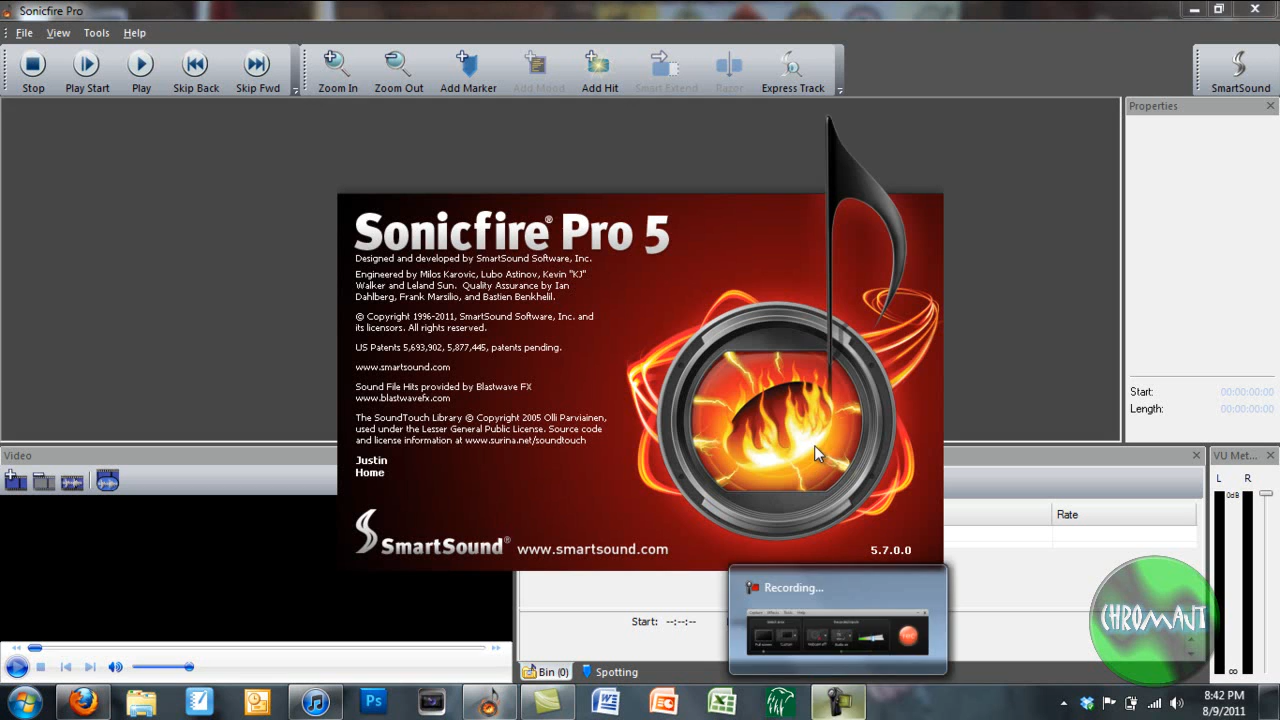 Sonicfire Pro
File View Tools Help
Stop Play Start Play Skip Back Skip Fwd Zoom In Zoom Out Add Marker Add Mood Add Hit Smart Extend Razor Express Track SmartSound
Properties
Sonicfire® Pro 5
Designed and developed by SmartSound Software, Inc.
Engineered by Milos Karovic, Lubo Astinov, Kevin "KJ"
Walker and Leland Sun. Quality Assurance by Ian
Dahlberg, Frank Marsilio, and Bastien Benkhelil.
© Copyright 1996-2011, SmartSound Software, Inc. and
its licensors. All rights reserved.
US Patents 5,693,902, 5,877,445, patents pending.
www.smartsound.com
Sound File Hits provided by Blastwave FX
www.blastwavefx.com
The SoundTouch Library © Copyright 2005 Olli Parviainen,
used under the Lesser General Public License. Source code
and license information at www.surina.net/soundtouch
Justin
Home
SmartSound® www.smartsound.com
5.7.0.0
Start: 00:00:00:00
Length: 00:00:00:00
Video
VU Met...
L R
0dB
∞
Rate
Recording...
REC
Start: --:--:--
CHROMANT
Bin (0) Spotting
Ps
8:42 PM
8/9/2011